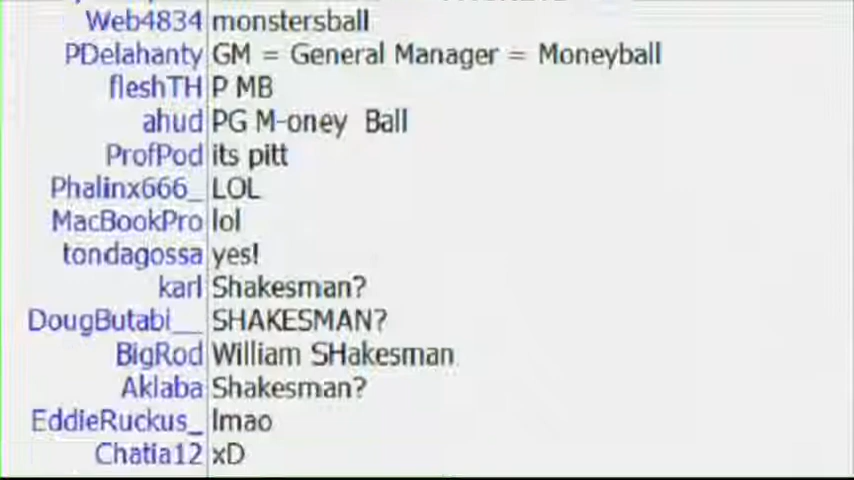 Web4834 monstersball
PDelahanty GM = General Manager = Moneyball
fleshTH P MB
ahud PG M-oney Ball
ProfPod its pitt
Phalinx666_ LOL
MacBookPro lol
tondagossa yes!
karl Shakesman?
DougButabi__ SHAKESMAN?
BigRod William SHakesman
Aklaba Shakesman?
EddieRuckus_ lmao
Chatia12 xD